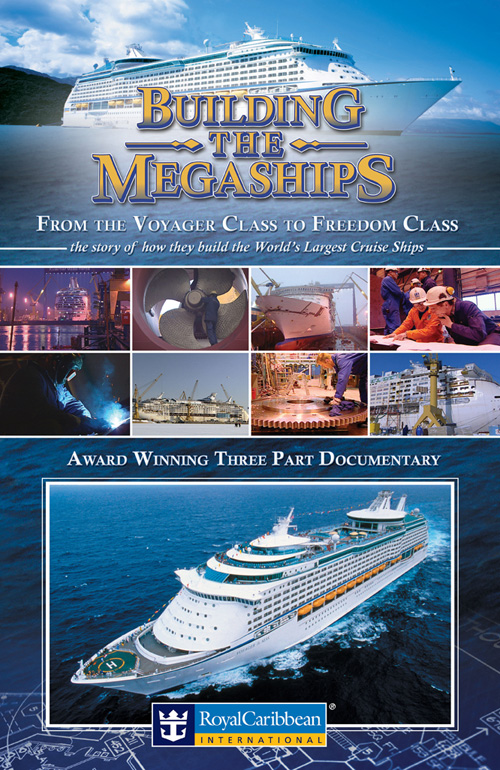 BUILDING
THE
MEGASHIPS
FROM THE VOYAGER CLASS TO FREEDOM CLASS
the story of how they build the World's Largest Cruise Ships
AWARD WINNING THREE PART DOCUMENTARY
H
RoyalCaribbean ®
INTERNATIONAL